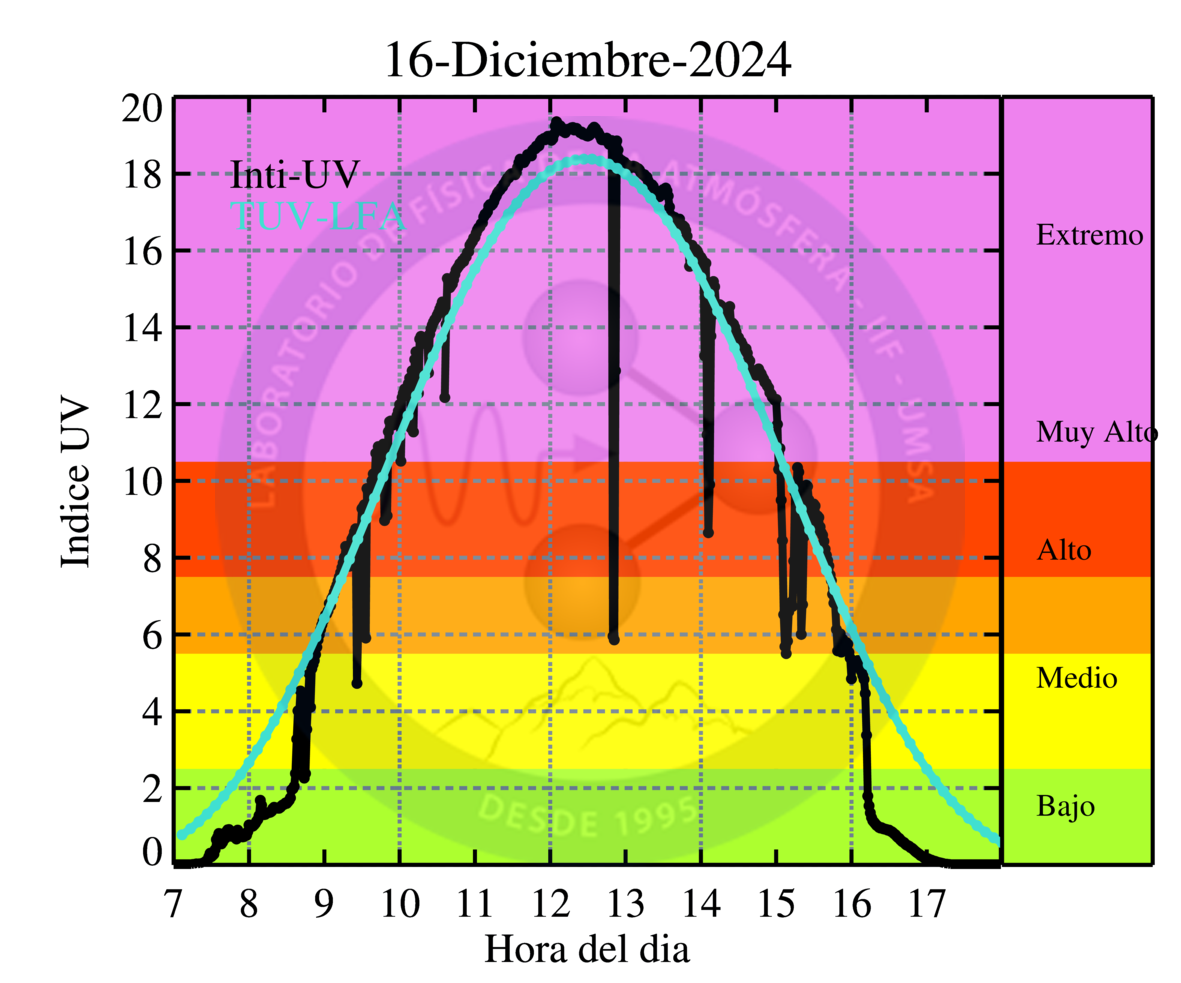 16-Diciembre-2024
Inti-UV
TUV-LFA
Indice UV
20
18
16
14
12
10
8
6
4
2
0
7 8 9 10 11 12 13 14 15 16 17
Hora del dia
Extremo
Muy Alto
Alto
Medio
Bajo
LABORATORIO DE FÍSICA DE LA ATMÓSFERA - IIF - UMSA
DESDE 1995